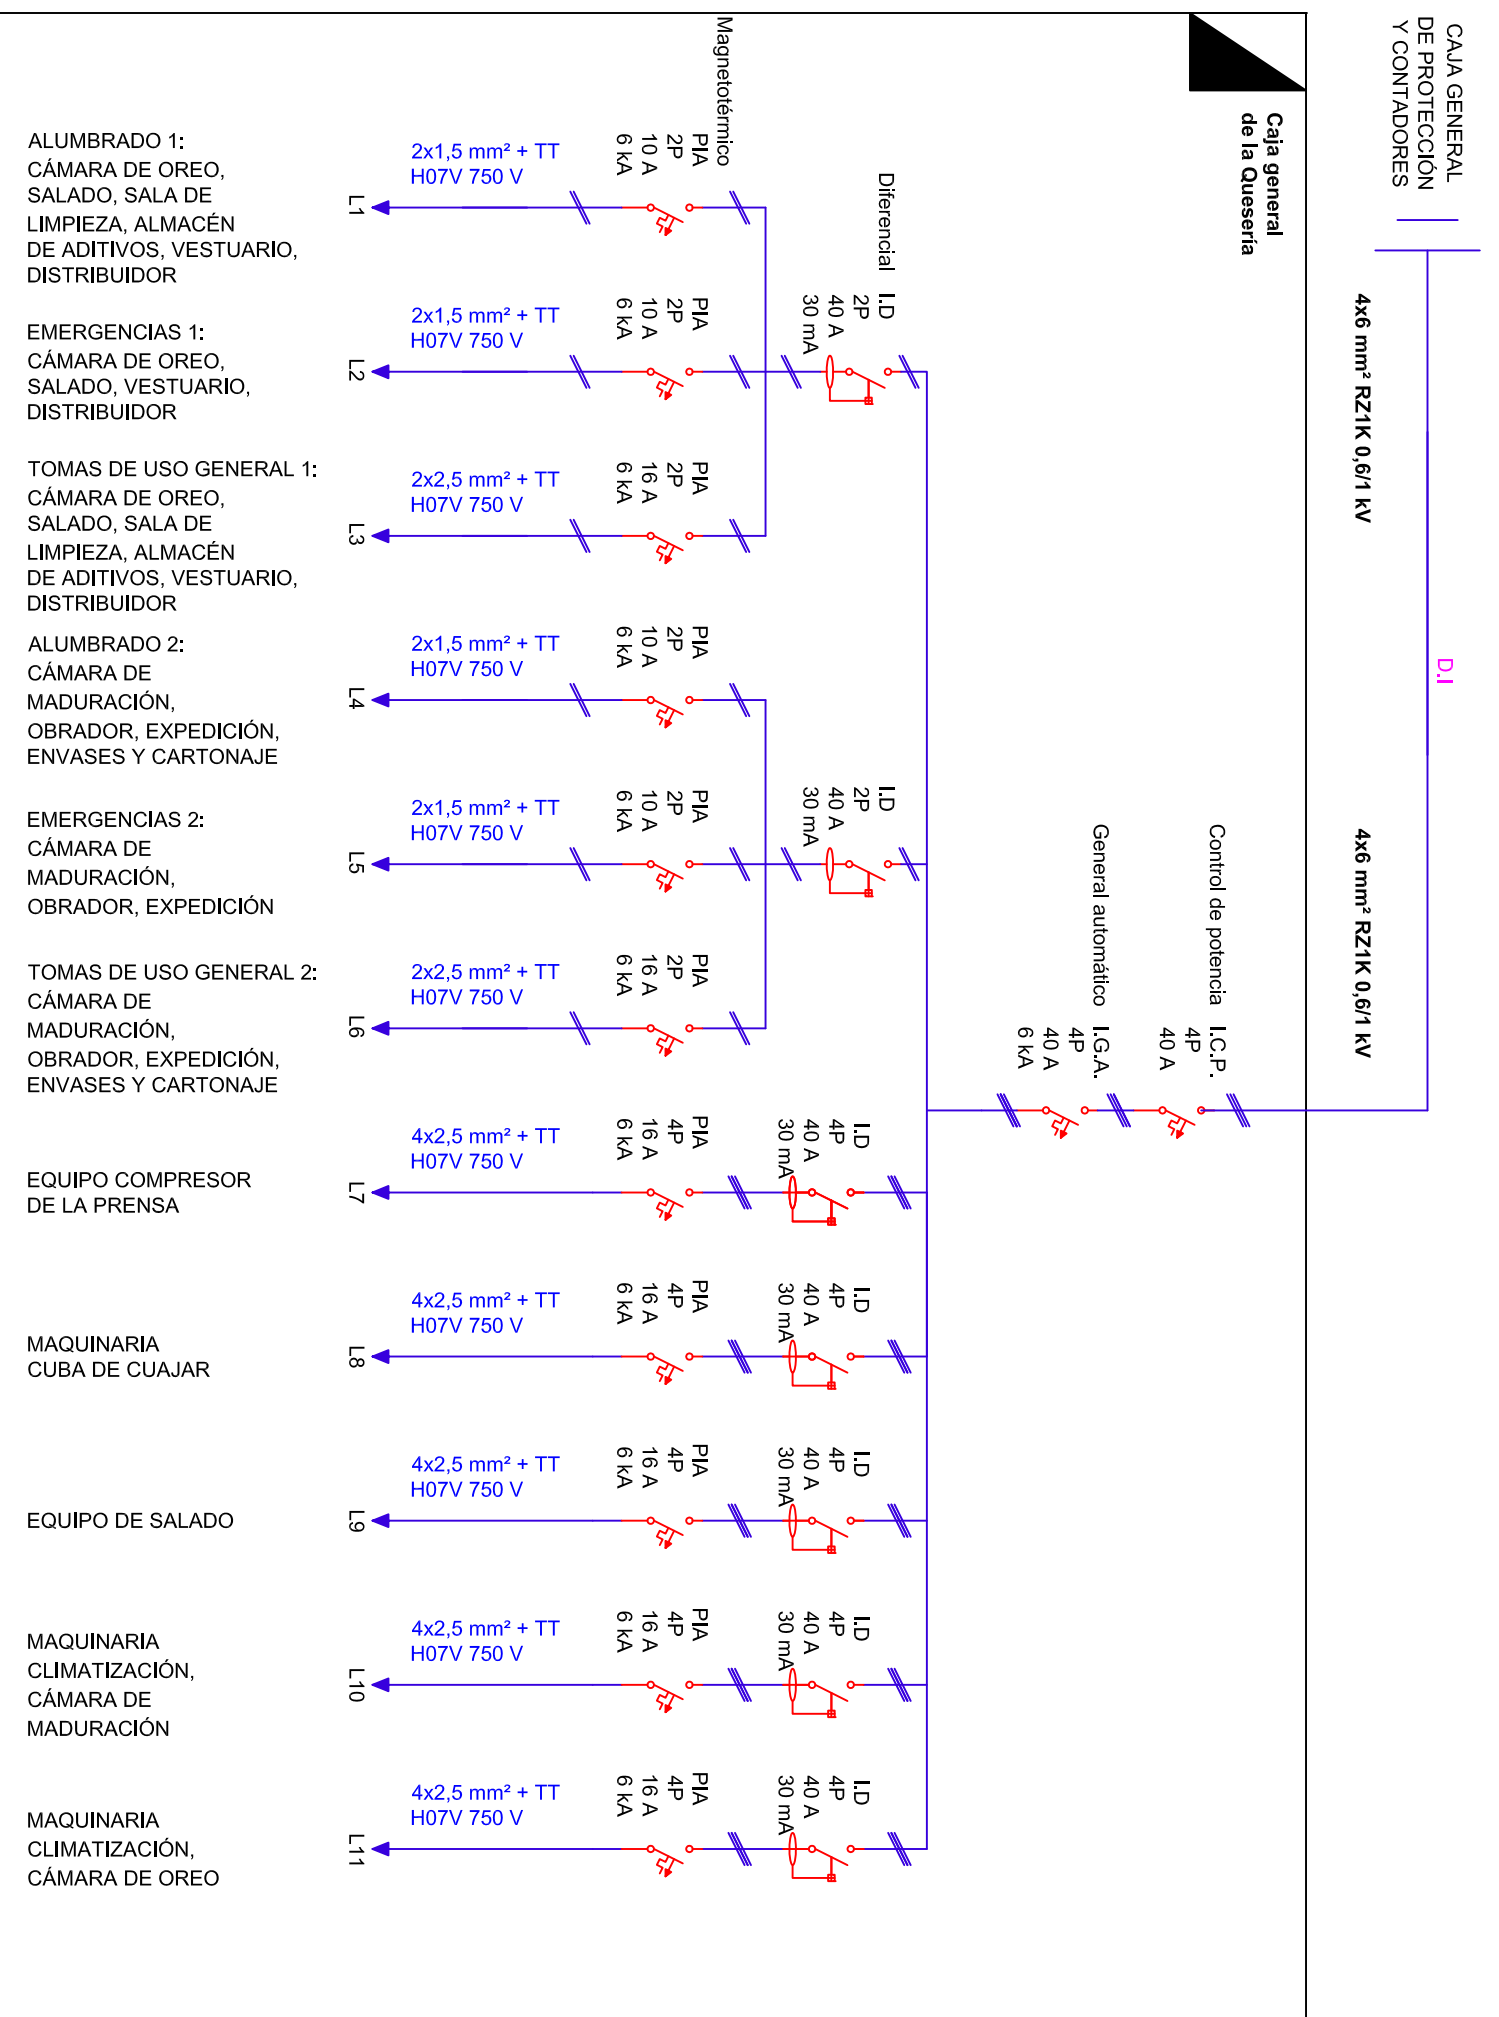 CAJA GENERAL
DE PROTECCIÓN
Y CONTADORES
4x6 mm² RZ1K 0,6/1 kV
D.I
4x6 mm² RZ1K 0,6/1 kV
Caja general
de la Quesería
Control de potencia
I.C.P.
4P
40 A
General automático
I.G.A.
4P
40 A
6 kA
Diferencial
I.D
2P
40 A
30 mA
I.D
2P
40 A
30 mA
I.D
4P
40 A
30 mA
I.D
4P
40 A
30 mA
I.D
4P
40 A
30 mA
I.D
4P
40 A
30 mA
I.D
4P
40 A
30 mA
Magnetotérmico
PIA
2P
10 A
6 kA
2x1,5 mm² + TT
H07V 750 V
L1
ALUMBRADO 1:
CÁMARA DE OREO,
SALADO, SALA DE
LIMPIEZA, ALMACÉN
DE ADITIVOS, VESTUARIO,
DISTRIBUIDOR
PIA
2P
10 A
6 kA
2x1,5 mm² + TT
H07V 750 V
L2
EMERGENCIAS 1:
CÁMARA DE OREO,
SALADO, VESTUARIO,
DISTRIBUIDOR
PIA
2P
16 A
6 kA
2x2,5 mm² + TT
H07V 750 V
L3
TOMAS DE USO GENERAL 1:
CÁMARA DE OREO,
SALADO, SALA DE
LIMPIEZA, ALMACÉN
DE ADITIVOS, VESTUARIO,
DISTRIBUIDOR
PIA
2P
10 A
6 kA
2x1,5 mm² + TT
H07V 750 V
L4
ALUMBRADO 2:
CÁMARA DE
MADURACIÓN,
OBRADOR, EXPEDICIÓN,
ENVASES Y CARTONAJE
PIA
2P
10 A
6 kA
2x1,5 mm² + TT
H07V 750 V
L5
EMERGENCIAS 2:
CÁMARA DE
MADURACIÓN,
OBRADOR, EXPEDICIÓN
PIA
2P
16 A
6 kA
2x2,5 mm² + TT
H07V 750 V
L6
TOMAS DE USO GENERAL 2:
CÁMARA DE
MADURACIÓN,
OBRADOR, EXPEDICIÓN,
ENVASES Y CARTONAJE
PIA
4P
16 A
6 kA
4x2,5 mm² + TT
H07V 750 V
L7
EQUIPO COMPRESOR
DE LA PRENSA
PIA
4P
16 A
6 kA
4x2,5 mm² + TT
H07V 750 V
L8
MAQUINARIA
CUBA DE CUAJAR
PIA
4P
16 A
6 kA
4x2,5 mm² + TT
H07V 750 V
L9
EQUIPO DE SALADO
PIA
4P
16 A
6 kA
4x2,5 mm² + TT
H07V 750 V
L10
MAQUINARIA
CLIMATIZACIÓN,
CÁMARA DE
MADURACIÓN
PIA
4P
16 A
6 kA
4x2,5 mm² + TT
H07V 750 V
L11
MAQUINARIA
CLIMATIZACIÓN,
CÁMARA DE OREO